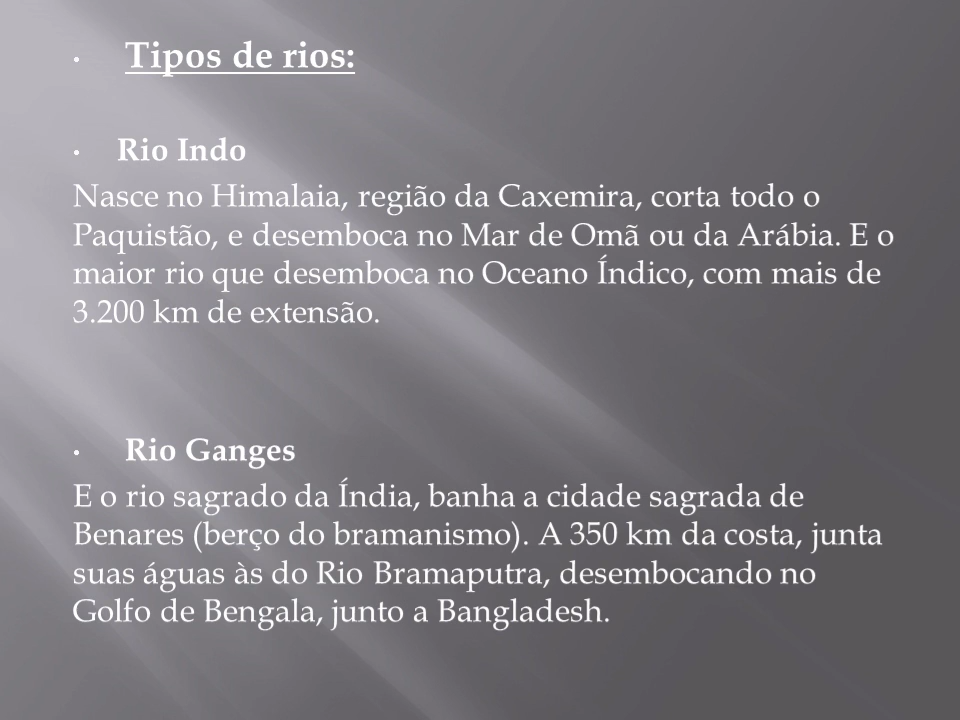 • Tipos de rios:
• Rio Indo
Nasce no Himalaia, região da Caxemira, corta todo o
Paquistão, e desemboca no Mar de Omã ou da Arábia. E o
maior rio que desemboca no Oceano Índico, com mais de
3.200 km de extensão.
• Rio Ganges
E o rio sagrado da Índia, banha a cidade sagrada de
Benares (berço do bramanismo). A 350 km da costa, junta
suas águas às do Rio Bramaputra, desembocando no
Golfo de Bengala, junto a Bangladesh.